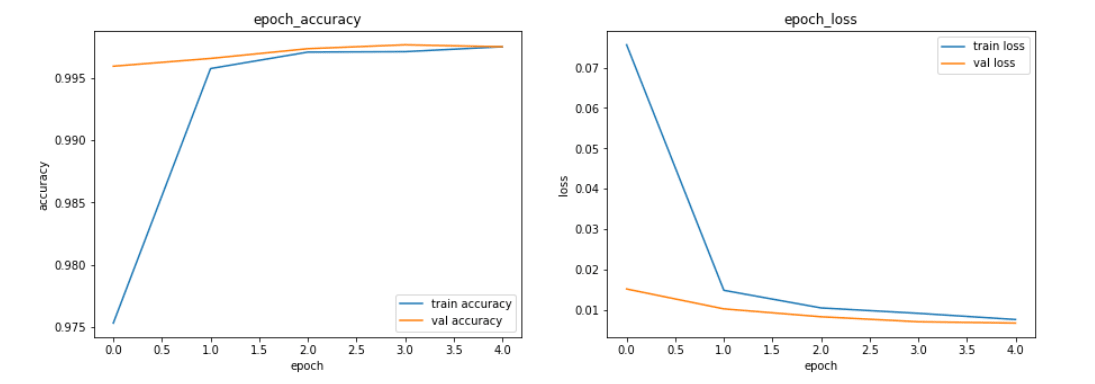 epoch_accuracy
accuracy
0.995
0.990
0.985
0.980
0.975
train accuracy
val accuracy
0.0 0.5 1.0 1.5 2.0 2.5 3.0 3.5 4.0
epoch
epoch_loss
loss
0.07
0.06
0.05
0.04
0.03
0.02
0.01
train loss
val loss
0.0 0.5 1.0 1.5 2.0 2.5 3.0 3.5 4.0
epoch